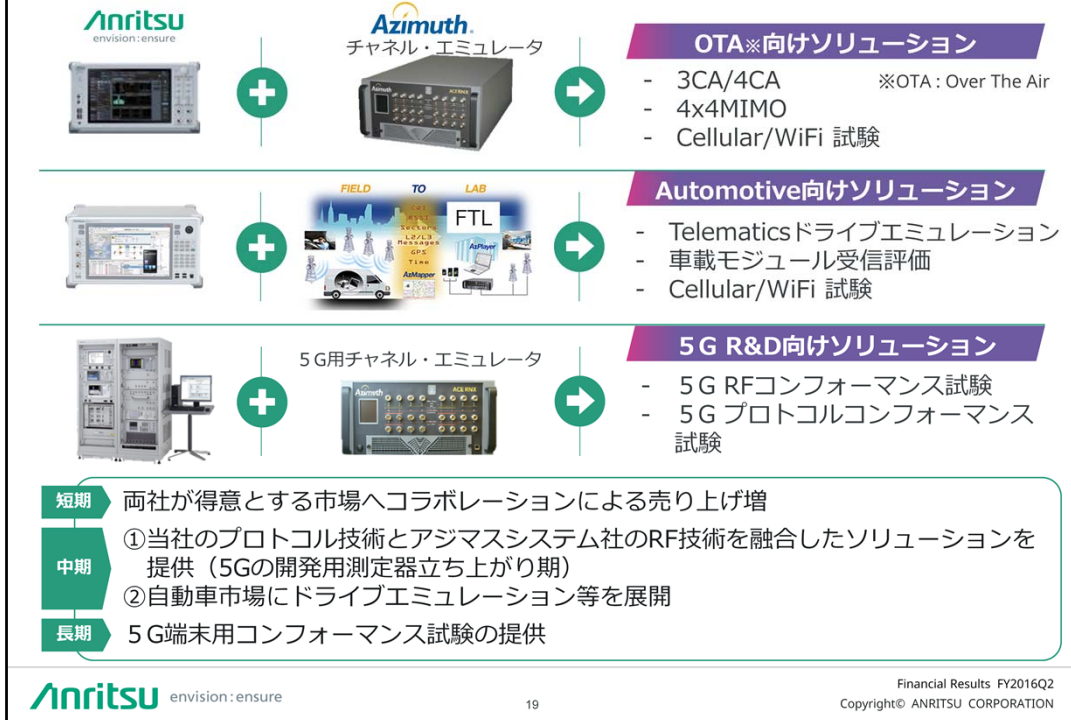 Anritsu
envision : ensure
Azimuth
チャネル・エミュレータ
Azimuth
ACE RNX
OTA※向けソリューション
- 3CA/4CA
※OTA : Over The Air
- 4x4MIMO
- Cellular/WiFi 試験
FIELD TO LAB
Sectors
L2/L3
Messages
GPS
Time
AzMapper
FTL
AzPlayer
Automotive向けソリューション
- Telematicsドライブエミュレーション
- 車載モジュール受信評価
- Cellular/WiFi 試験
5G用チャネル・エミュレータ
Azimuth
ACE RNX
5G R&D向けソリューション
- 5G RFコンフォーマンス試験
- 5G プロトコルコンフォーマンス
試験
短期
両社が得意とする市場へコラボレーションによる売り上げ増
中期
①当社のプロトコル技術とアジマスシステム社のRF技術を融合したソリューションを
提供（5Gの開発用測定器立ち上がり期）
②自動車市場にドライブエミュレーション等を展開
長期
5G端末用コンフォーマンス試験の提供
Anritsu envision : ensure
19
Financial Results FY2016Q2
Copyright© ANRITSU CORPORATION